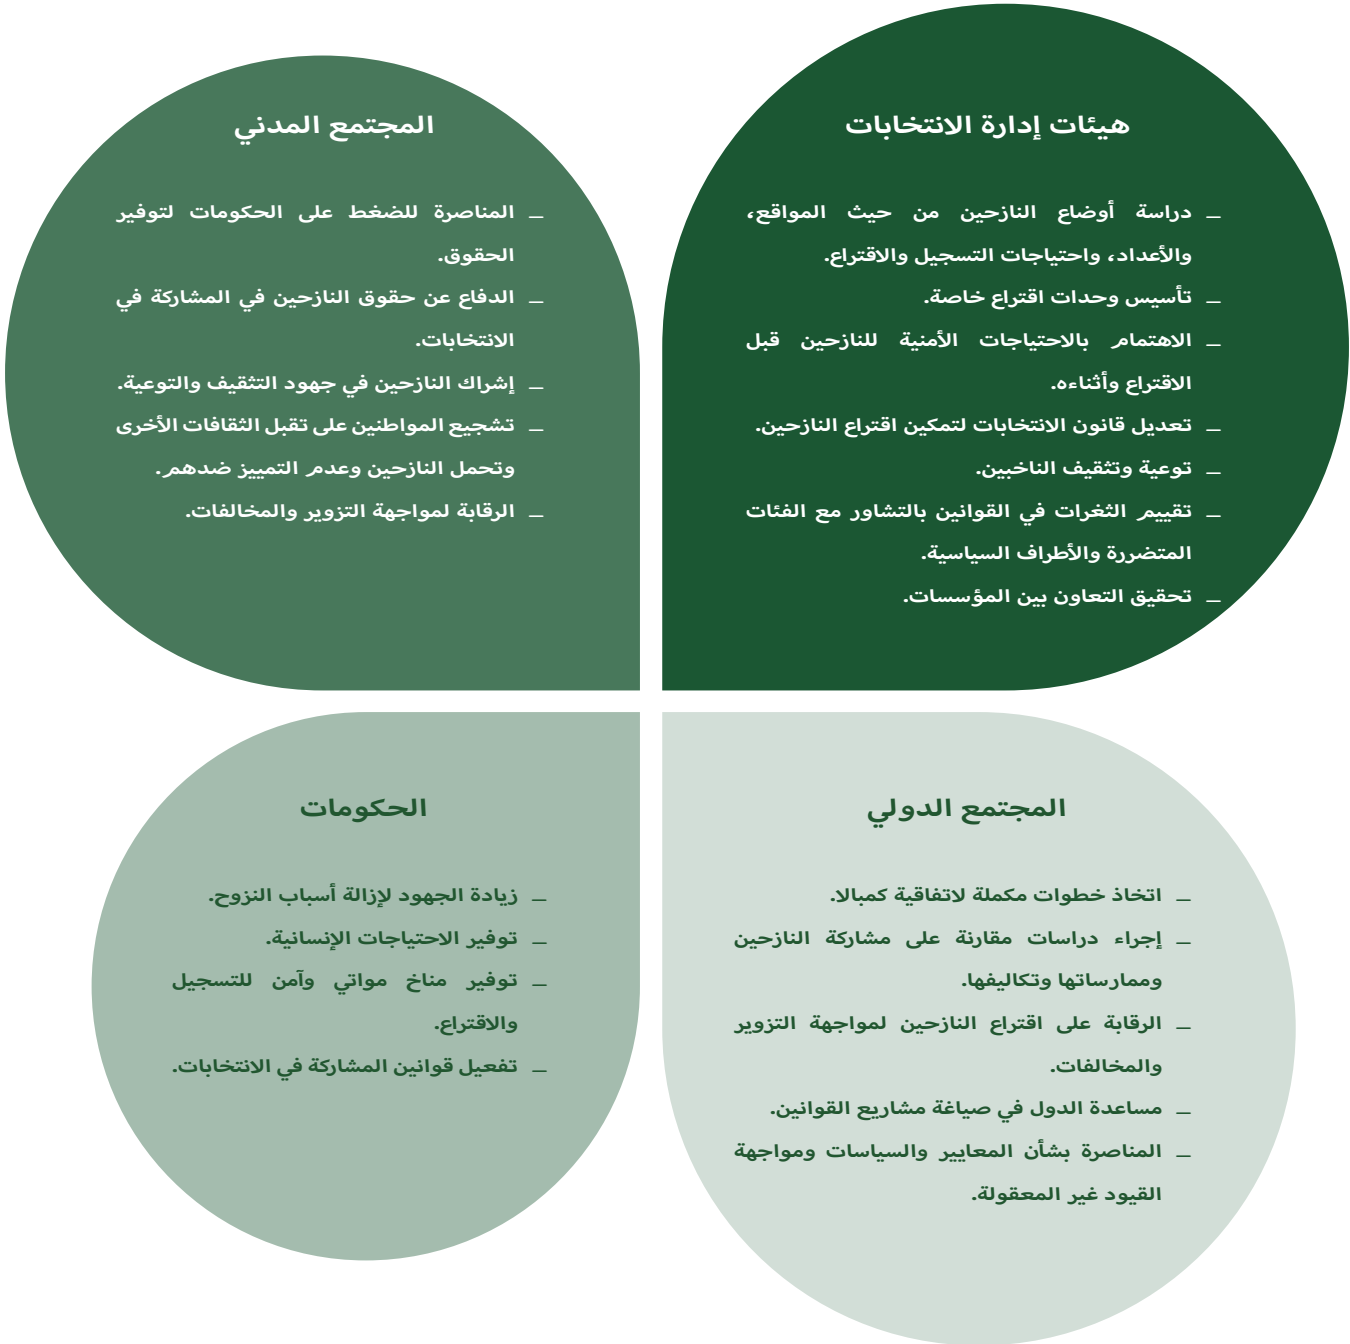 هيئات إدارة الانتخابات
_ دراسة أوضاع النازحين من حيث المواقع،
والأعداد، واحتياجات التسجيل والاقتراع.
_ تأسيس وحدات اقتراع خاصة.
_ الاهتمام بالاحتياجات الأمنية للنازحين قبل
الاقتراع وأثناءه.
_ تعديل قانون الانتخابات لتمكين اقتراع النازحين.
_ توعية وتثقيف الناخبين.
_ تقييم الثغرات في القوانين بالتشاور مع الفئات
المتضررة والأطراف السياسية.
_ تحقيق التعاون بين المؤسسات.
المجتمع المدني
_ المناصرة للضغط على الحكومات لتوفير
الحقوق.
_ الدفاع عن حقوق النازحين في المشاركة في
الانتخابات.
_ إشراك النازحين في جهود التثقيف والتوعية.
_ تشجيع المواطنين على تقبل الثقافات الأخرى
وتحمل النازحين وعدم التمييز ضدهم.
_ الرقابة لمواجهة التزوير والمخالفات.
المجتمع الدولي
_ اتخاذ خطوات مكملة لاتفاقية كمبالا.
_ إجراء دراسات مقارنة على مشاركة النازحين
وممارساتها وتكاليفها.
_ الرقابة على اقتراع النازحين لمواجهة التزوير
والمخالفات.
_ مساعدة الدول في صياغة مشاريع القوانين.
_ المناصرة بشأن المعايير والسياسات ومواجهة
القيود غير المعقولة.
الحكومات
_ زيادة الجهود لإزالة أسباب النزوح.
_ توفير الاحتياجات الإنسانية.
_ توفير مناخ مواتي وآمن للتسجيل
والاقتراع.
_ تفعيل قوانين المشاركة في الانتخابات.